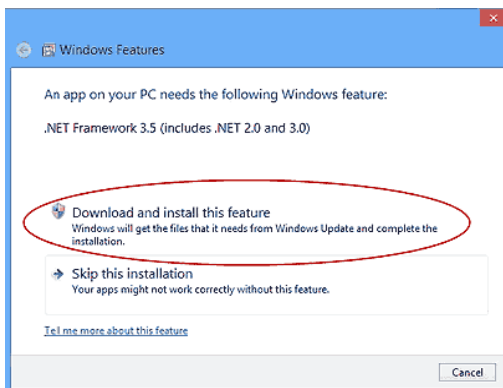 Windows Features
An app on your PC needs the following Windows feature:
.NET Framework 3.5 (includes .NET 2.0 and 3.0)
Download and install this feature
Windows will get the files that it needs from Windows Update and complete the
installation.
Skip this installation
Your apps might not work correctly without this feature.
Tell me more about this feature
Cancel